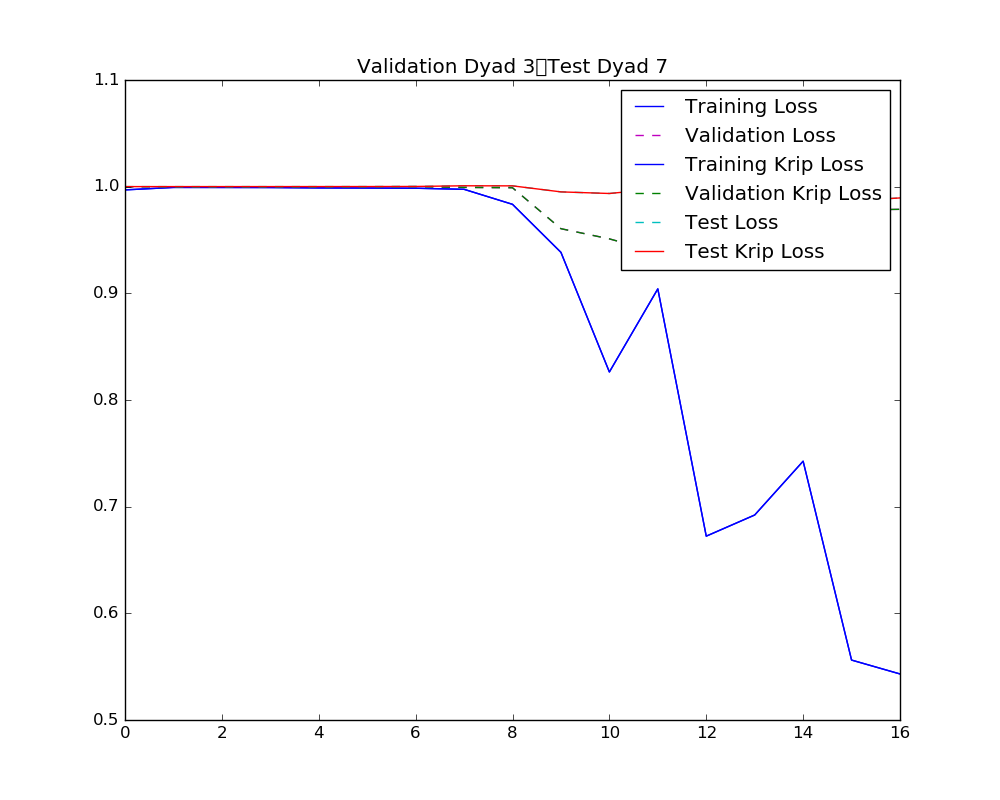 Validation Dyad 3▯Test Dyad 7
1.1
1.0
0.9
0.8
0.7
0.6
0.5
0 2 4 6 8 10 12 14 16
Training Loss
Validation Loss
Training Krip Loss
Validation Krip Loss
Test Loss
Test Krip Loss